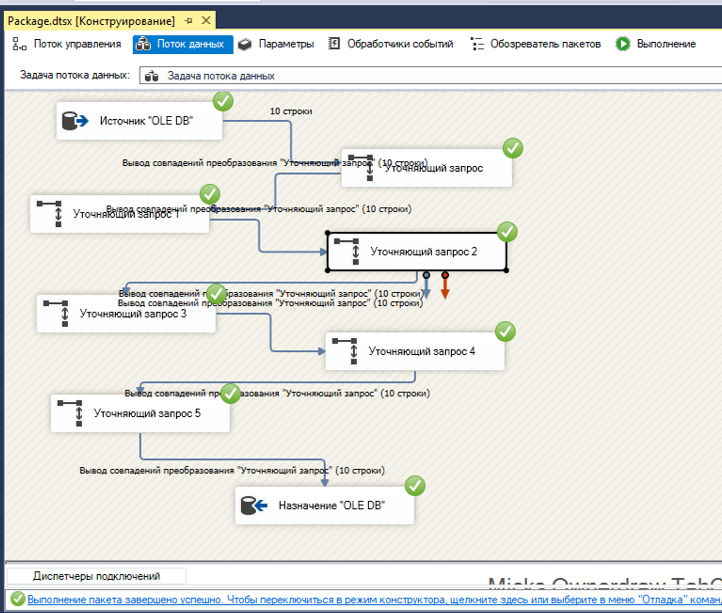 Package.dtsx [Конструирование]
Поток управления Поток данных Параметры Обработчики событий Обозреватель пакетов Выполнение
Задача потока данных: Задача потока данных
Источник "OLE DB"
10 строки
Вывод совпадений преобразования "Уточняющий запрос" (10 строки)
Уточняющий запрос
Вывод совпадений преобразования "Уточняющий запрос" (10 строки)
Уточняющий запрос 1
Уточняющий запрос 2
Вывод совпадений преобразования "Уточняющий запрос" (10 строки)
Вывод совпадений преобразования "Уточняющий запрос" (10 строки)
Уточняющий запрос 3
Уточняющий запрос 4
Вывод совпадений преобразования "Уточняющий запрос" (10 строки)
Уточняющий запрос 5
Вывод совпадений преобразования "Уточняющий запрос" (10 строки)
Назначение "OLE DB"
Диспетчеры подключений
Выполнение пакета завершено успешно. Чтобы переключиться в режим конструктора, щелкните здесь или выберите в меню "Отладка" коман